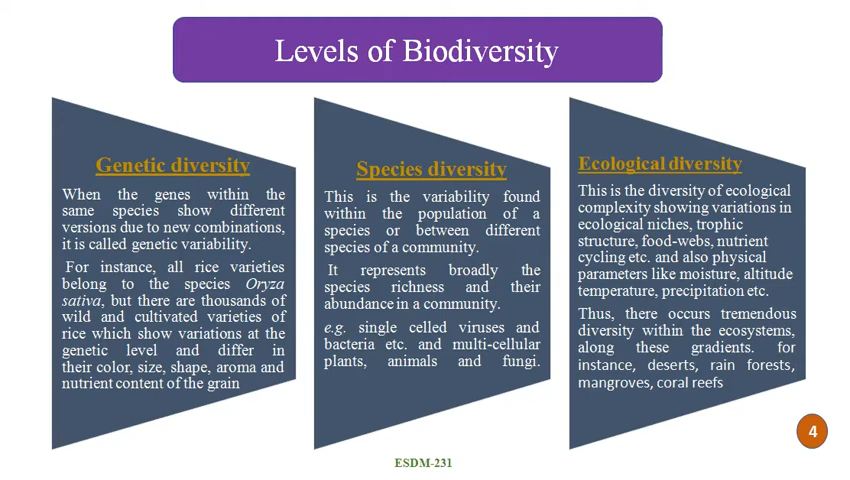 Levels of Biodiversity
Genetic diversity
When the genes within the
same species show different
versions due to new combinations,
it is called genetic variability.
For instance, all rice varieties
belong to the species Oryza
sativa, but there are thousands of
wild and cultivated varieties of
rice which show variations at the
genetic level and differ in
their color, size, shape, aroma and
nutrient content of the grain
Species diversity
This is the variability found
within the population of a
species or between different
species of a community.
It represents broadly the
species richness and their
abundance in a community.
e.g. single celled viruses and
bacteria etc. and multi-cellular
plants, animals and fungi.
Ecological diversity
This is the diversity of ecological
complexity showing variations in
ecological niches, trophic
structure, food-webs, nutrient
cycling etc. and also physical
parameters like moisture, altitude
temperature, precipitation etc.
Thus, there occurs tremendous
diversity within the ecosystems,
along these gradients. for
instance, deserts, rain forests,
mangroves, coral reefs
4
ESDM-231